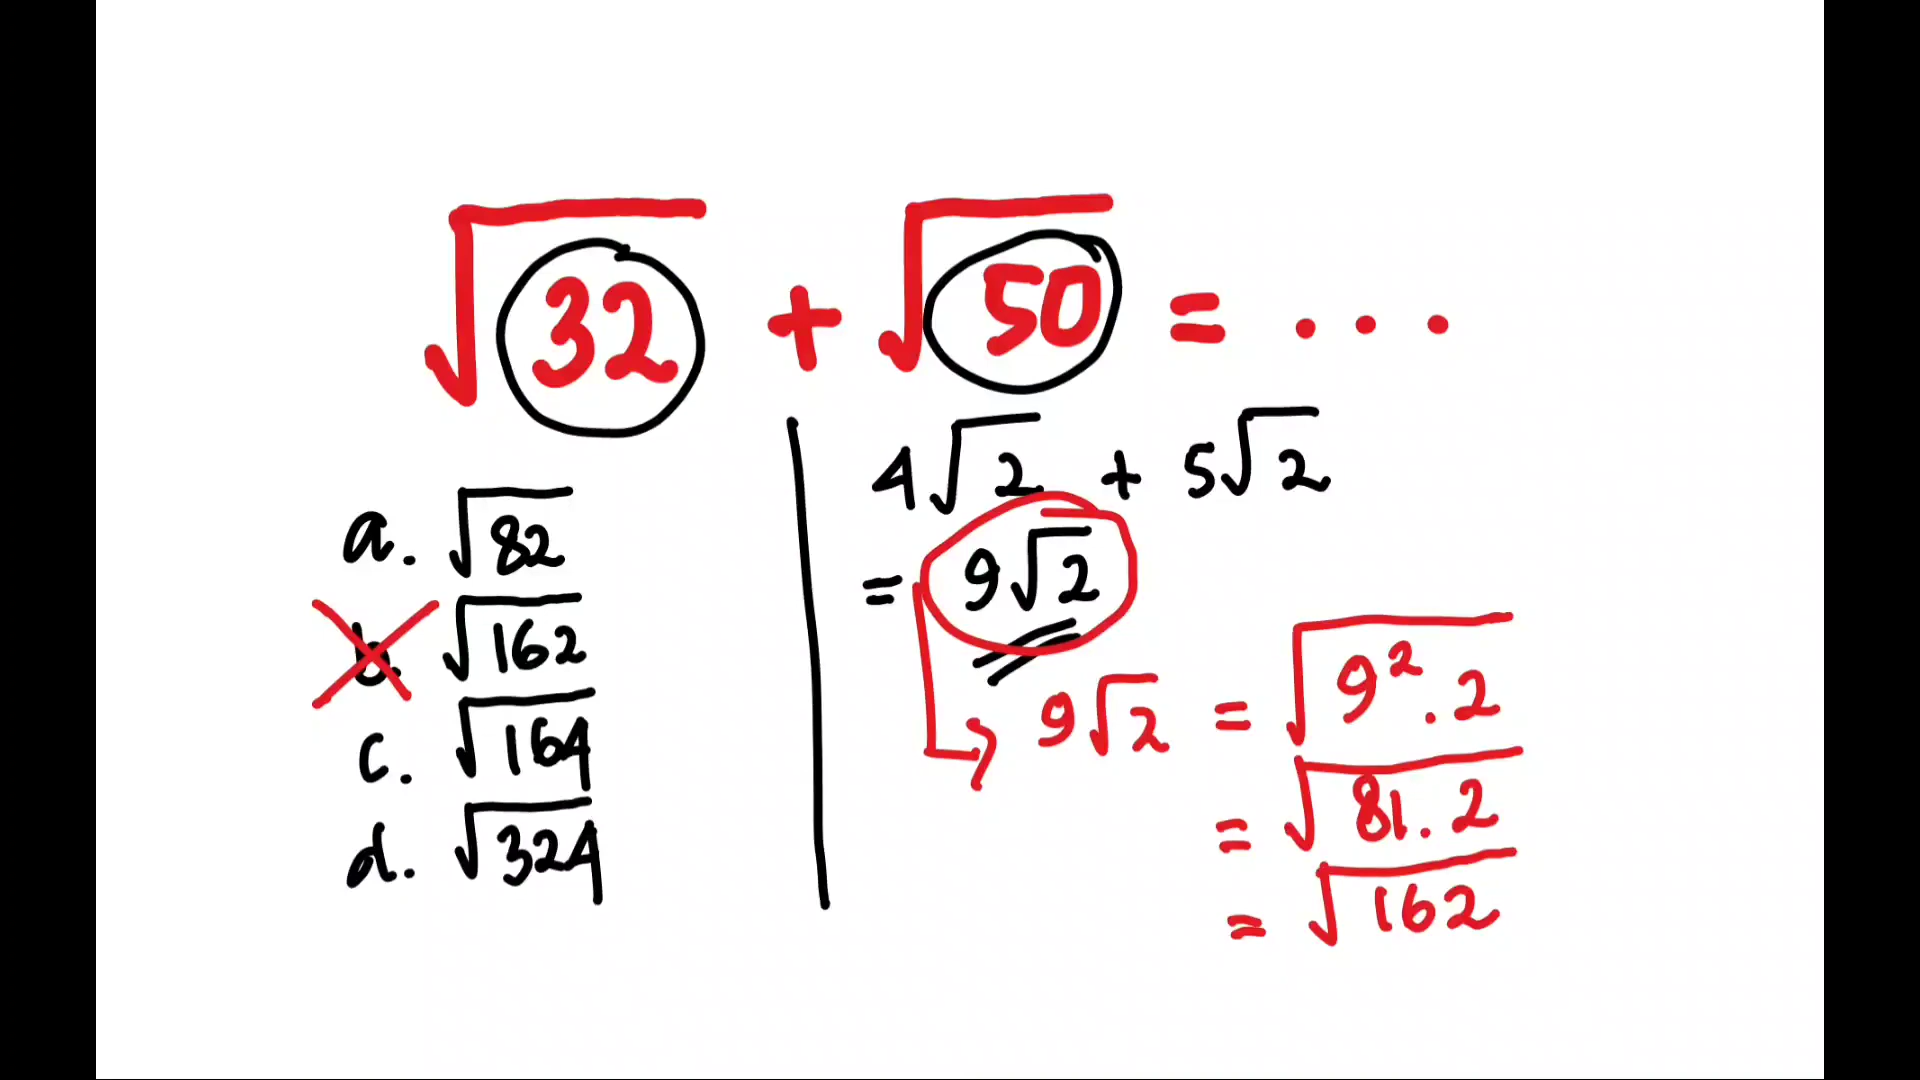 √32 + √50 = . . .
a. √82
b. √162
c. √164
d. √324
4√2 + 5√2
= 9√2
9√2 = √9². 2
= √81 . 2
= √162